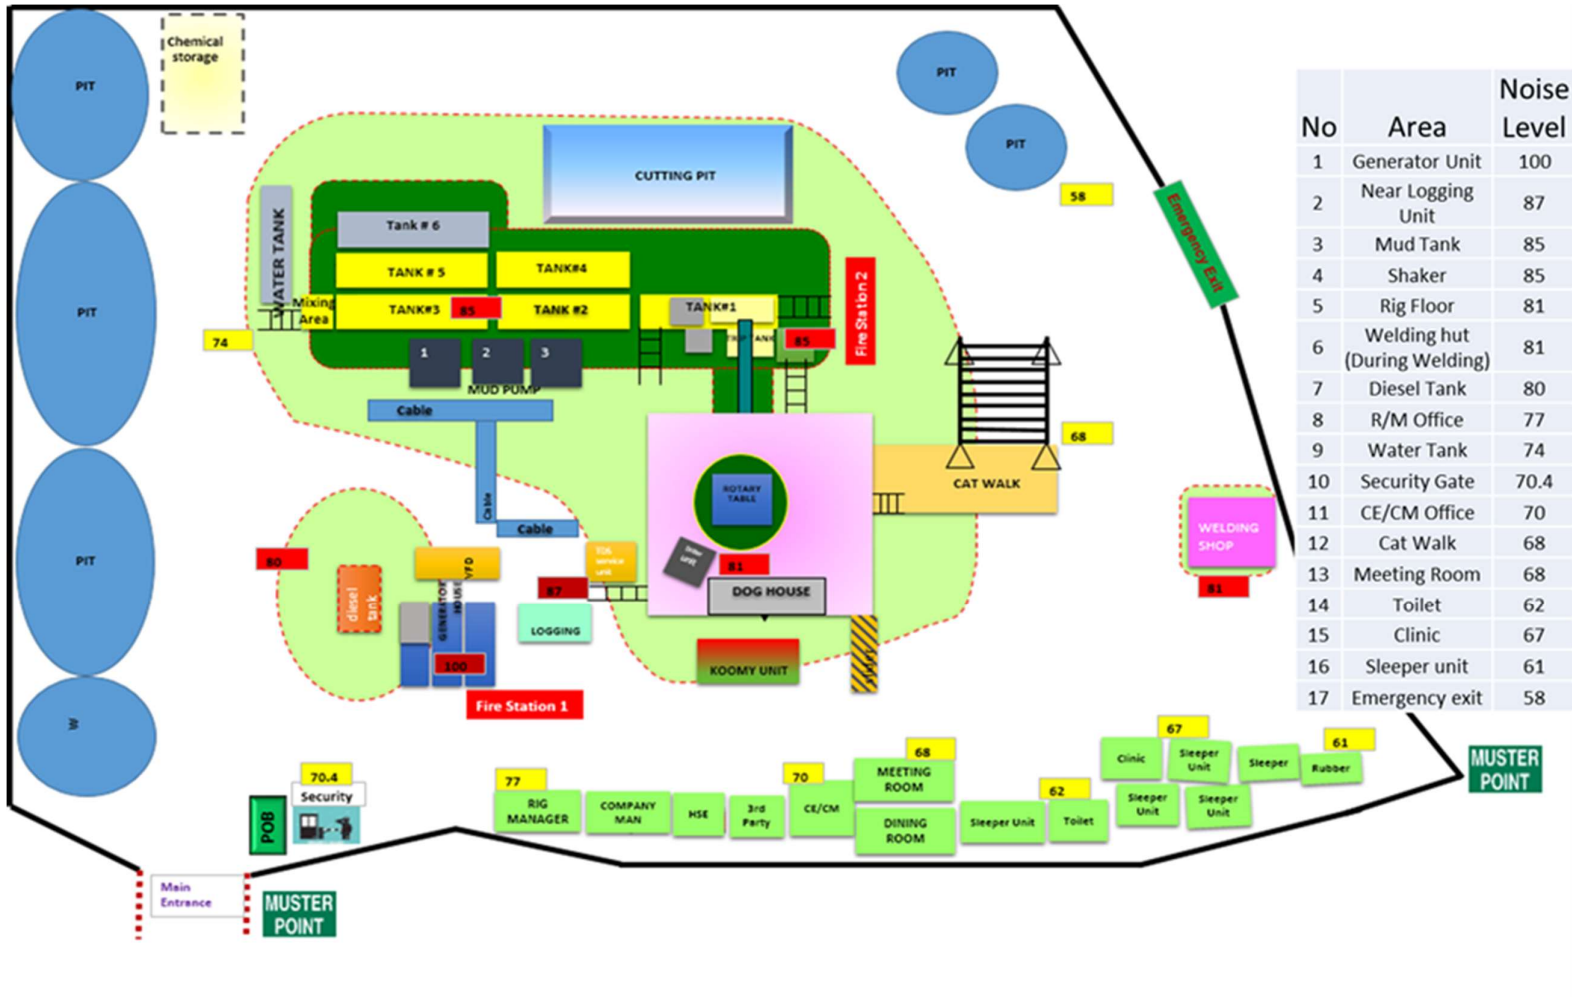 PIT
Chemical
storage
PIT
PIT
CUTTING PIT
58
Emergency Exit
WATER TANK
Tank # 6
TANK # 5
TANK#4
Mixing
Area
TANK#3
85
TANK #2
TANK#1
TANK
85
Fire Station 2
74
PIT
1
2
3
MUD PUMP
Cable
Cable
Cable
68
CAT WALK
ROTARY
TABLE
WELDING
SHOP
81
PIT
80
diesel
tank
VFD
GENERATOR
HOUSE
100
87
LOGGING
service
unit
81
DOG HOUSE
KOOMY UNIT
Fire Station 1
W
70.4
Security
POB
77
RIG
MANAGER
COMPANY
MAN
HSE
3rd
Party
70
CE/CM
68
MEETING
ROOM
DINING
ROOM
Sleeper Unit
62
Toilet
67
Clinic
Sleeper
Unit
Sleeper
61
Rubber
Sleeper
Unit
Sleeper
Unit
MUSTER
POINT
Main
Entrance
MUSTER
POINT
No Area Noise Level
1 Generator Unit 100
2 Near Logging Unit 87
3 Mud Tank 85
4 Shaker 85
5 Rig Floor 81
6 Welding hut (During Welding) 81
7 Diesel Tank 80
8 R/M Office 77
9 Water Tank 74
10 Security Gate 70.4
11 CE/CM Office 70
12 Cat Walk 68
13 Meeting Room 68
14 Toilet 62
15 Clinic 67
16 Sleeper unit 61
17 Emergency exit 58